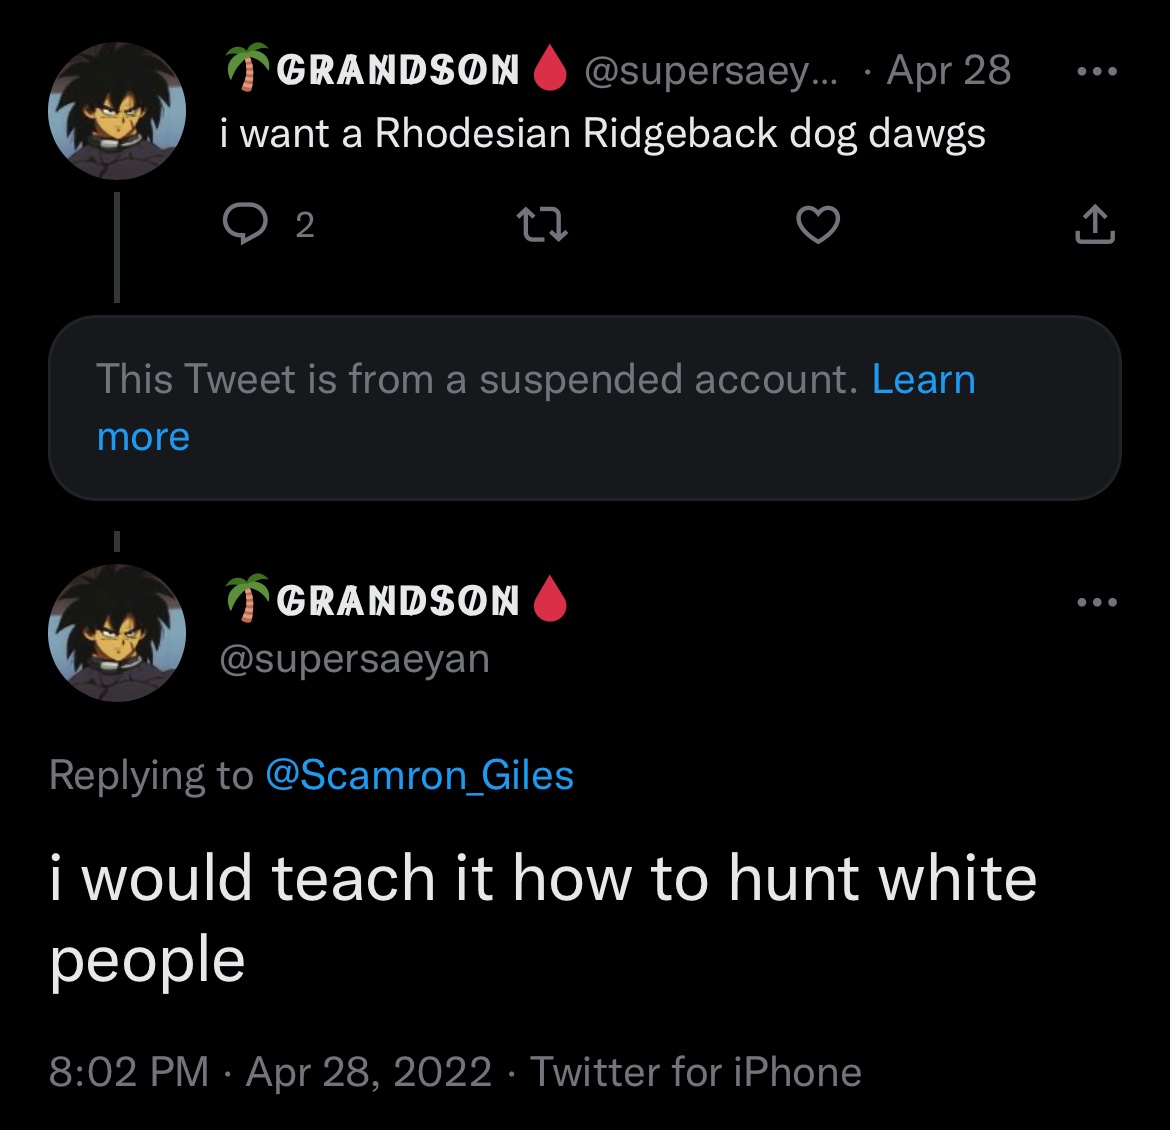 🌴GRANDSON🩸 @supersaey... · Apr 28
i want a Rhodesian Ridgeback dog dawgs
2
This Tweet is from a suspended account. Learn
more
🌴GRANDSON🩸
@supersaeyan
Replying to @Scamron_Giles
i would teach it how to hunt white
people
8:02 PM · Apr 28, 2022 · Twitter for iPhone